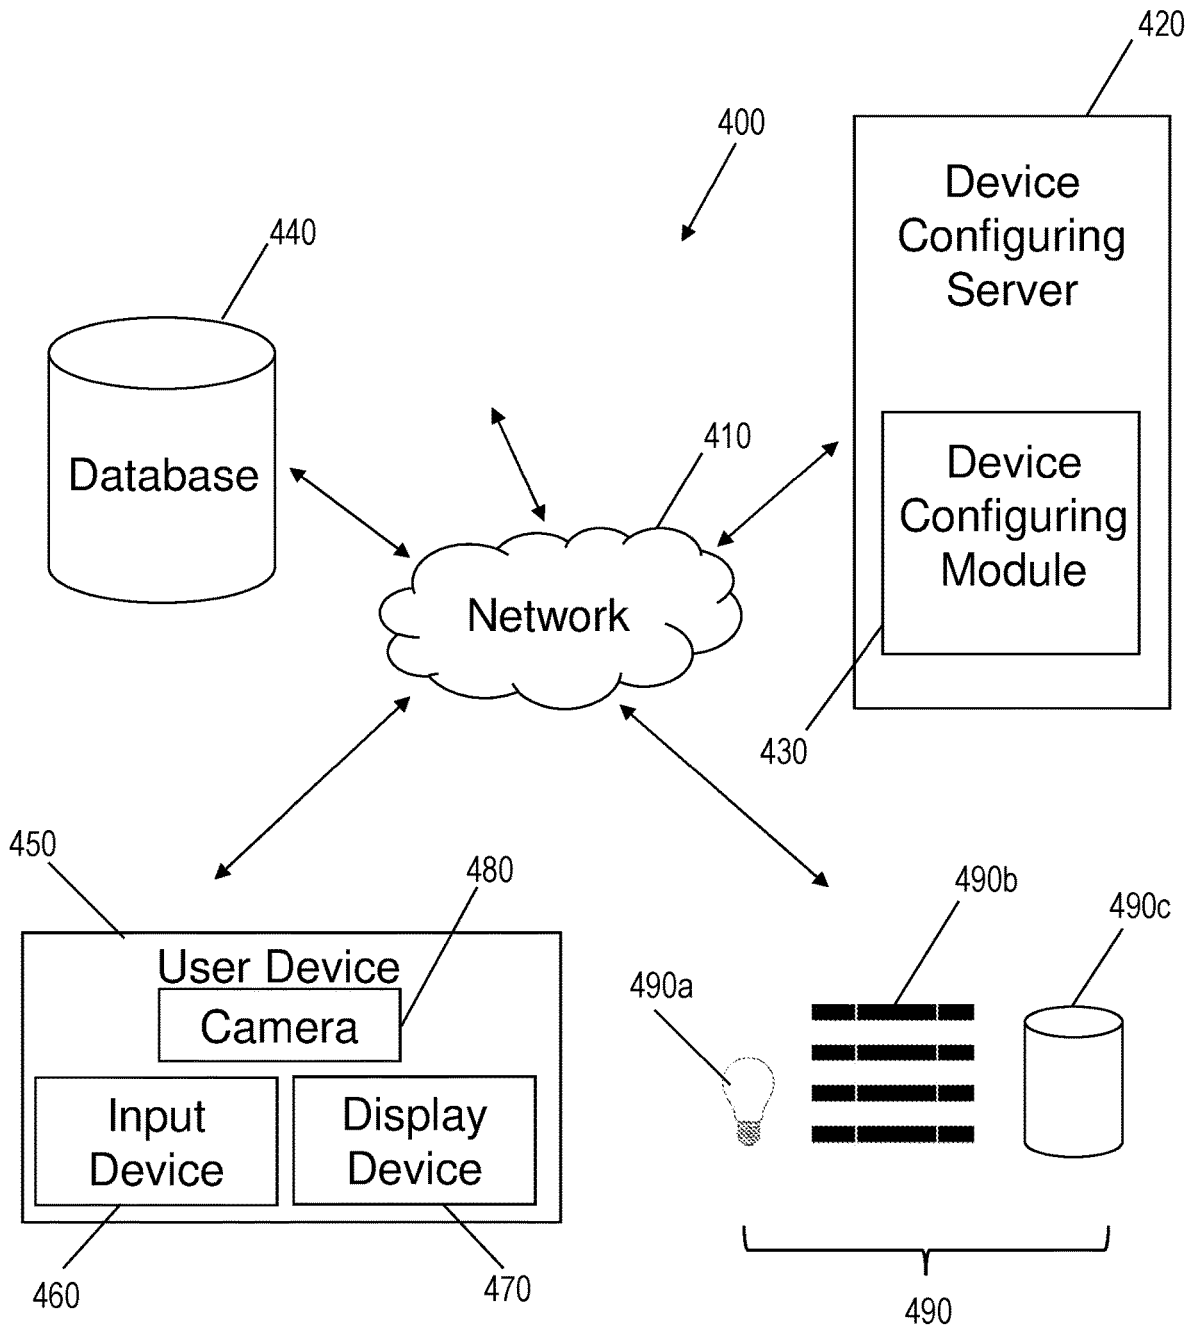 420
400
Device
Configuring
Server
440
410
Device
Configuring
Module
Database
Network
430
450
480
490b
490c
User Device
490a
Camera
Input
Device
Display
Device
460
470
490